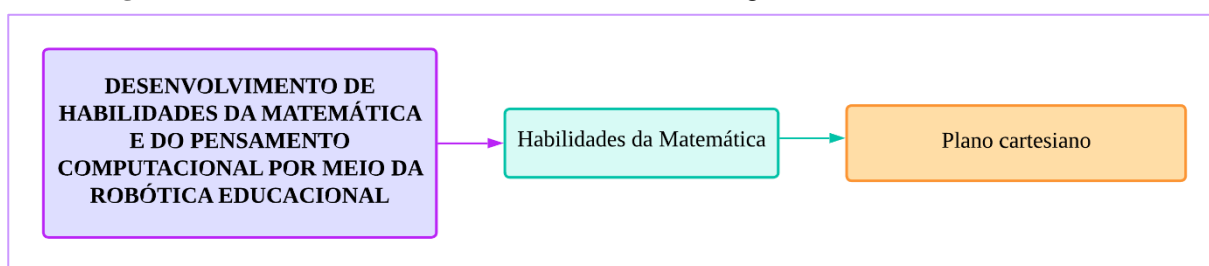 DESENVOLVIMENTO DE
HABILIDADES DA MATEMÁTICA
E DO PENSAMENTO
COMPUTACIONAL POR MEIO DA
ROBÓTICA EDUCACIONAL
Habilidades da Matemática
Plano cartesiano